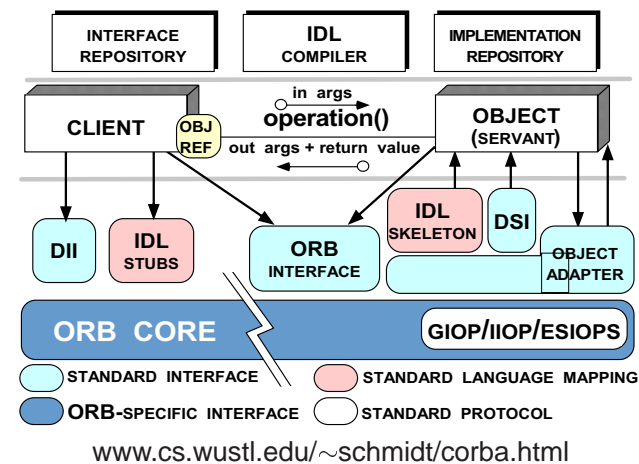 INTERFACE
REPOSITORY
IDL
COMPILER
IMPLEMENTATION
REPOSITORY
in args
CLIENT
OBJ
REF
operation()
OBJECT
(SERVANT)
out args + return value
DII
IDL
STUBS
ORB
INTERFACE
IDL
SKELETON
DSI
OBJECT
ADAPTER
ORB CORE
GIOP/IIOP/ESIOPS
STANDARD INTERFACE
STANDARD LANGUAGE MAPPING
ORB-SPECIFIC INTERFACE
STANDARD PROTOCOL
www.cs.wustl.edu/∼schmidt/corba.html